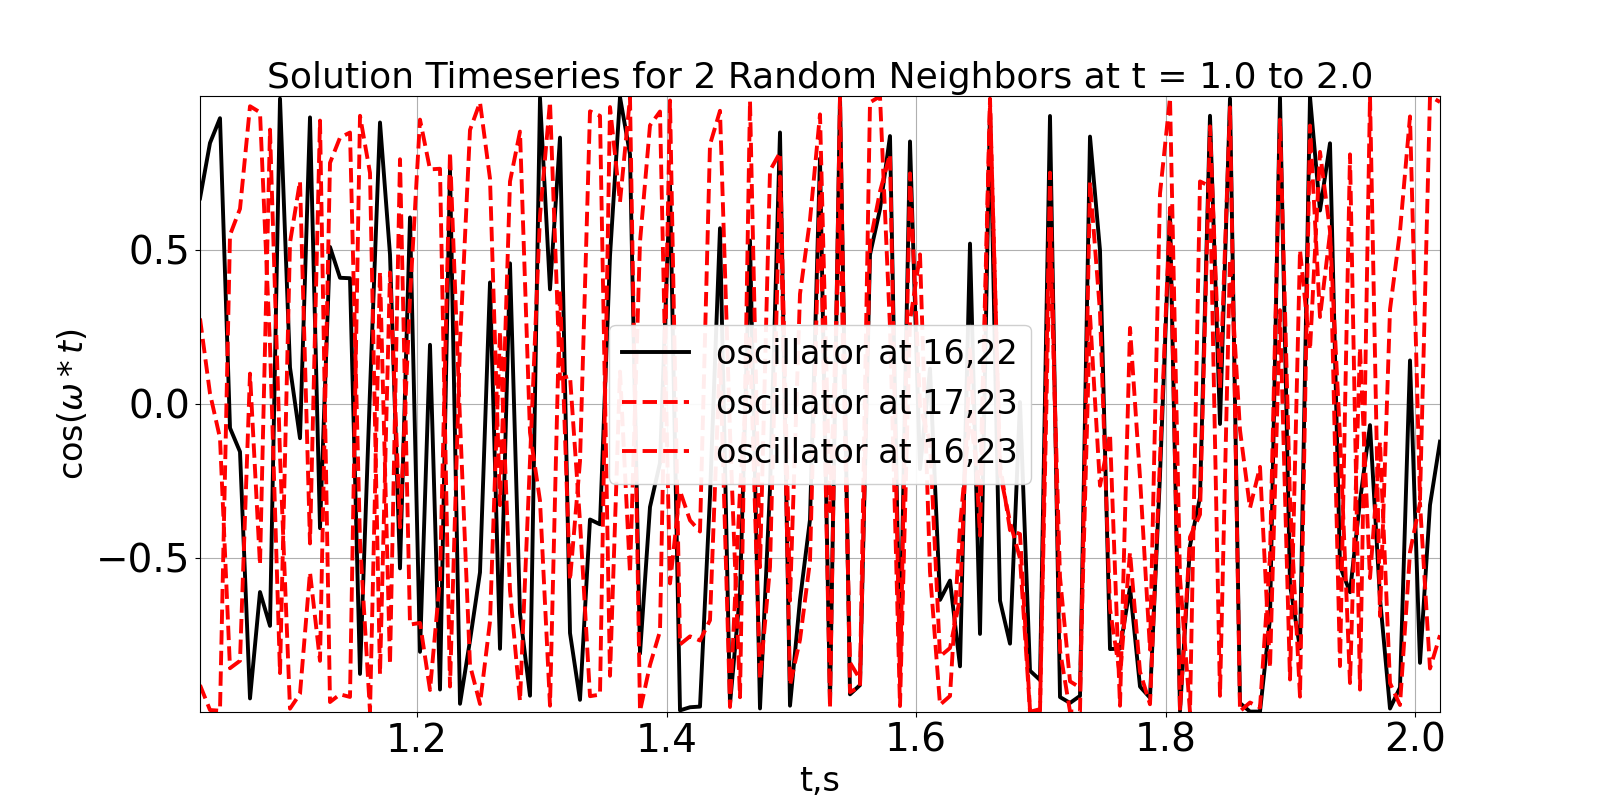 Solution Timeseries for 2 Random Neighbors at t = 1.0 to 2.0
cos(ω * t)
0.5
0.0
−0.5
oscillator at 16,22
oscillator at 17,23
oscillator at 16,23
1.2 1.4 1.6 1.8 2.0
t,s